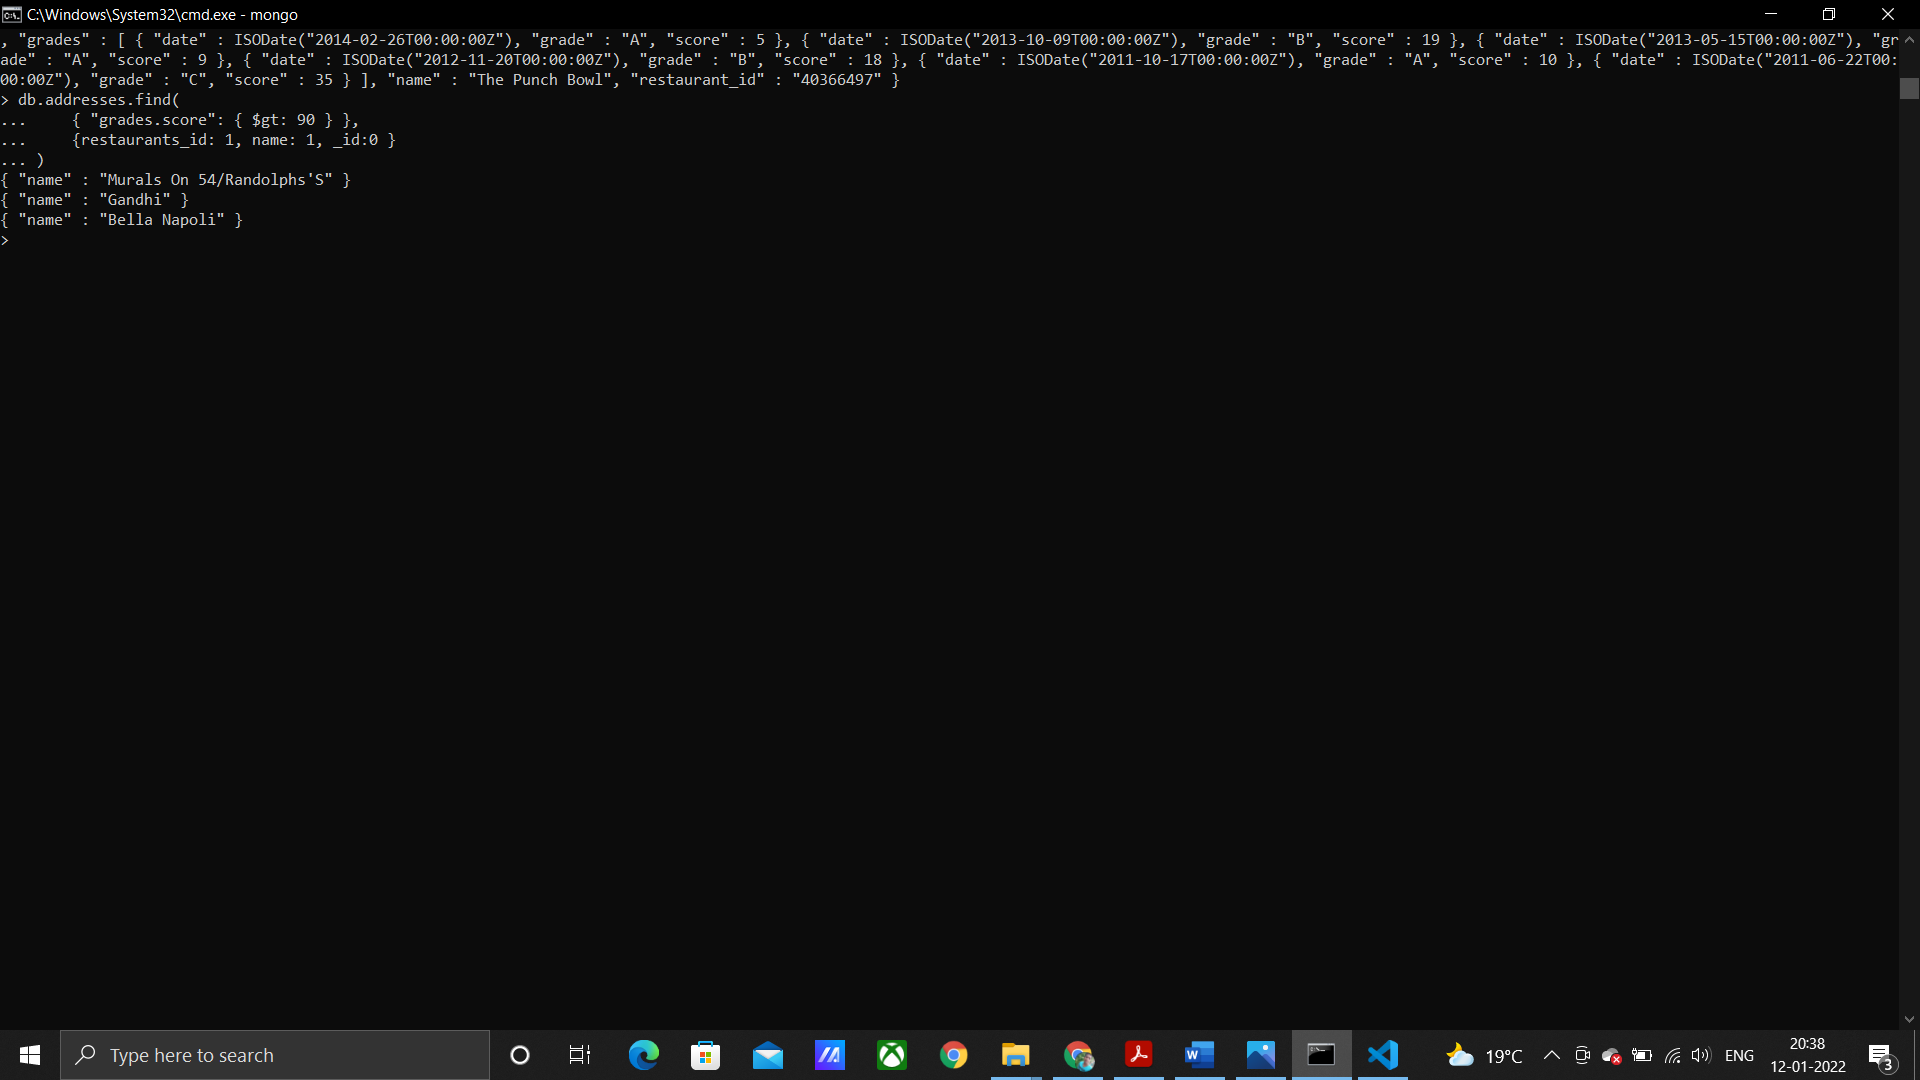 C:\Windows\System32\cmd.exe - mongo
, "grades" : [ { "date" : ISODate("2014-02-26T00:00:00Z"), "grade" : "A", "score" : 5 }, { "date" : ISODate("2013-10-09T00:00:00Z"), "grade" : "B", "score" : 19 }, { "date" : ISODate("2013-05-15T00:00:00Z"), "gr
ade" : "A", "score" : 9 }, { "date" : ISODate("2012-11-20T00:00:00Z"), "grade" : "B", "score" : 18 }, { "date" : ISODate("2011-10-17T00:00:00Z"), "grade" : "A", "score" : 10 }, { "date" : ISODate("2011-06-22T00:
00:00Z"), "grade" : "C", "score" : 35 } ], "name" : "The Punch Bowl", "restaurant_id" : "40366497" }
> db.addresses.find(
...     { "grades.score": { $gt: 90 } },
...     {restaurants_id: 1, name: 1, _id:0 }
... )
{ "name" : "Murals On 54/Randolphs'S" }
{ "name" : "Gandhi" }
{ "name" : "Bella Napoli" }
>
Type here to search
19°C
ENG
20:38
12-01-2022
3